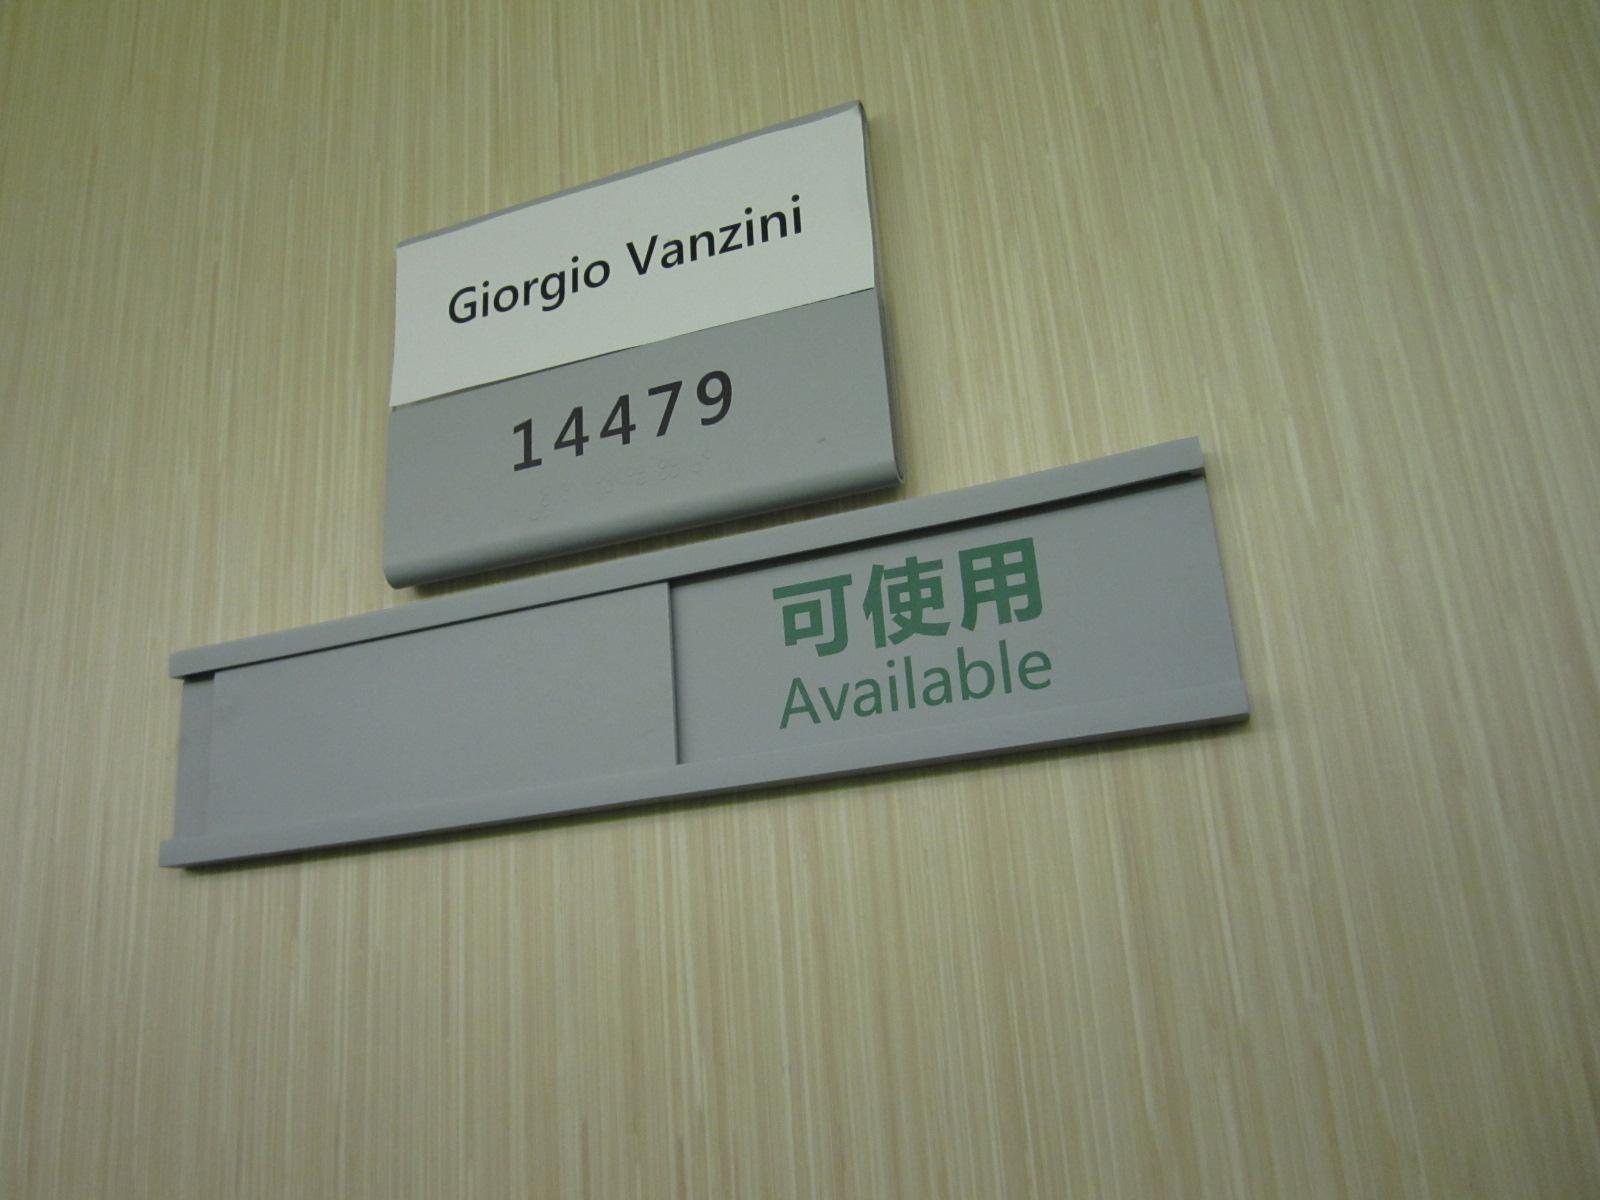 Giorgio Vanzini
14479
可使用
Available